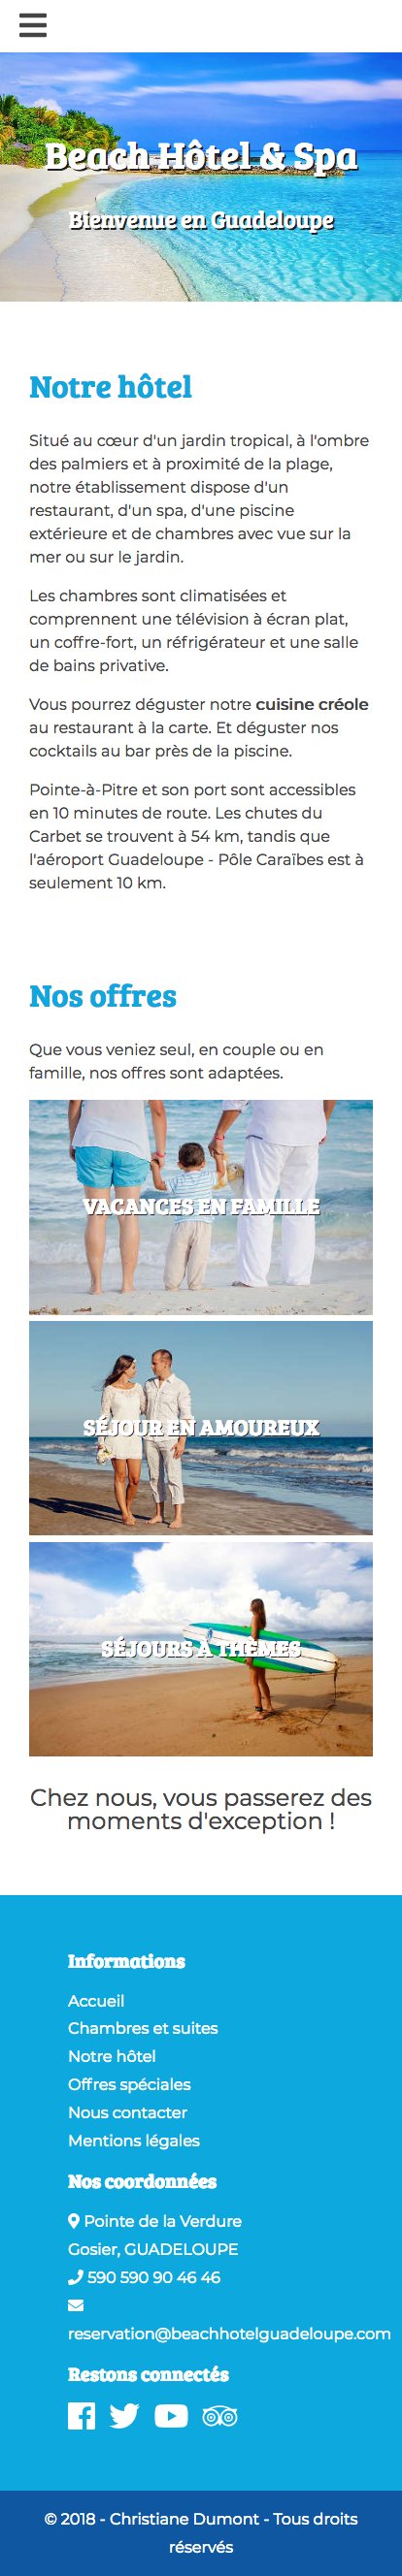 Beach Hôtel & Spa
Bienvenue en Guadeloupe
Notre hôtel
Situé au cœur d'un jardin tropical, à l'ombre
des palmiers et à proximité de la plage,
notre établissement dispose d'un
restaurant, d'un spa, d'une piscine
extérieure et de chambres avec vue sur la
mer ou sur le jardin.
Les chambres sont climatisées et
comprennent une télévision à écran plat,
un coffre-fort, un réfrigérateur et une salle
de bains privative.
Vous pourrez déguster notre cuisine créole
au restaurant à la carte. Et déguster nos
cocktails au bar près de la piscine.
Pointe-à-Pitre et son port sont accessibles
en 10 minutes de route. Les chutes du
Carbet se trouvent à 54 km, tandis que
l'aéroport Guadeloupe - Pôle Caraïbes est à
seulement 10 km.
Nos offres
Que vous veniez seul, en couple ou en
famille, nos offres sont adaptées.
VACANCES EN FAMILLE
SÉJOUR EN AMOUREUX
SÉJOURS À THÈMES
Chez nous, vous passerez des
moments d'exception !
Informations
Accueil
Chambres et suites
Notre hôtel
Offres spéciales
Nous contacter
Mentions légales
Nos coordonnées
Pointe de la Verdure
Gosier, GUADELOUPE
590 590 90 46 46
reservation@beachhotelguadeloupe.com
Restons connectés
© 2018 - Christiane Dumont - Tous droits
réservés